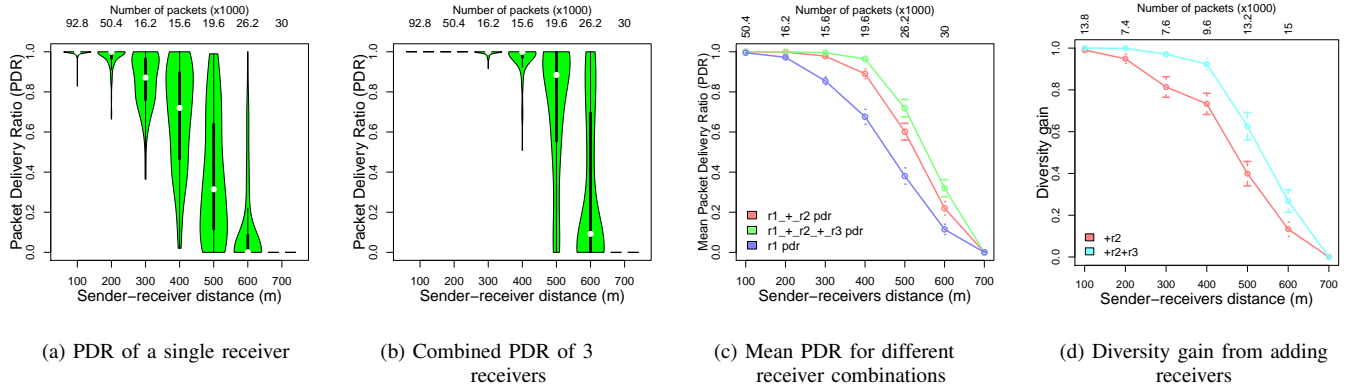 Number of packets (x1000)
92.8 50.4 16.2 15.6 19.6 26.2 30
Packet Delivery Ratio (PDR)
1.0
0.8
0.6
0.4
0.2
0.0
100 200 300 400 500 600 700
Sender−receiver distance (m)
(a) PDR of a single receiver
Number of packets (x1000)
92.8 50.4 16.2 15.6 19.6 26.2 30
Packet Delivery Ratio (PDR)
1.0
0.8
0.6
0.4
0.2
0.0
100 200 300 400 500 600 700
Sender−receiver distance (m)
(b) Combined PDR of 3
receivers
Number of packets (x1000)
50.4 16.2 15.6 19.6 26.2 30
Mean Packet Delivery Ratio (PDR)
1.0
0.8
0.6
0.4
0.2
0.0
r1_+_r2 pdr
r1_+_r2_+_r3 pdr
r1 pdr
100 200 300 400 500 600 700
Sender−receivers distance (m)
(c) Mean PDR for different
receiver combinations
Number of packets (x1000)
13.8 7.4 7.6 9.6 13.2 15
Diversity gain
1.0
0.8
0.6
0.4
0.2
0.0
+r2
+r2+r3
100 200 300 400 500 600 700
Sender−receivers distance (m)
(d) Diversity gain from adding
receivers